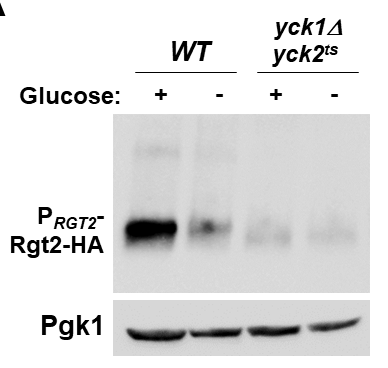 A
WT
yck1Δ
yck2ts
Glucose: + - + -
PRGT2-
Rgt2-HA
Pgk1